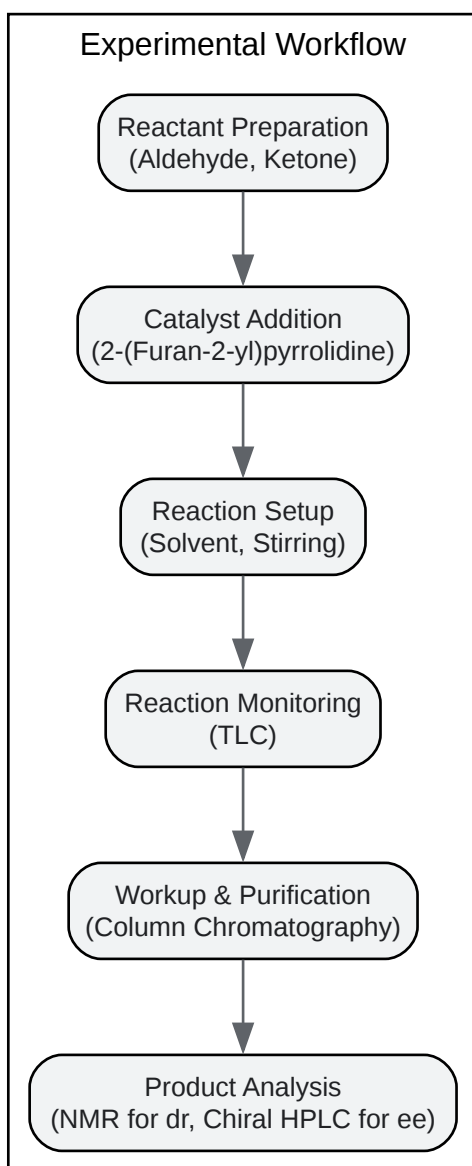 Experimental Workflow
Reactant Preparation
(Aldehyde, Ketone)
Catalyst Addition
(2-(Furan-2-yl)pyrrolidine)
Reaction Setup
(Solvent, Stirring)
Reaction Monitoring
(TLC)
Workup & Purification
(Column Chromatography)
Product Analysis
(NMR for dr, Chiral HPLC for ee)